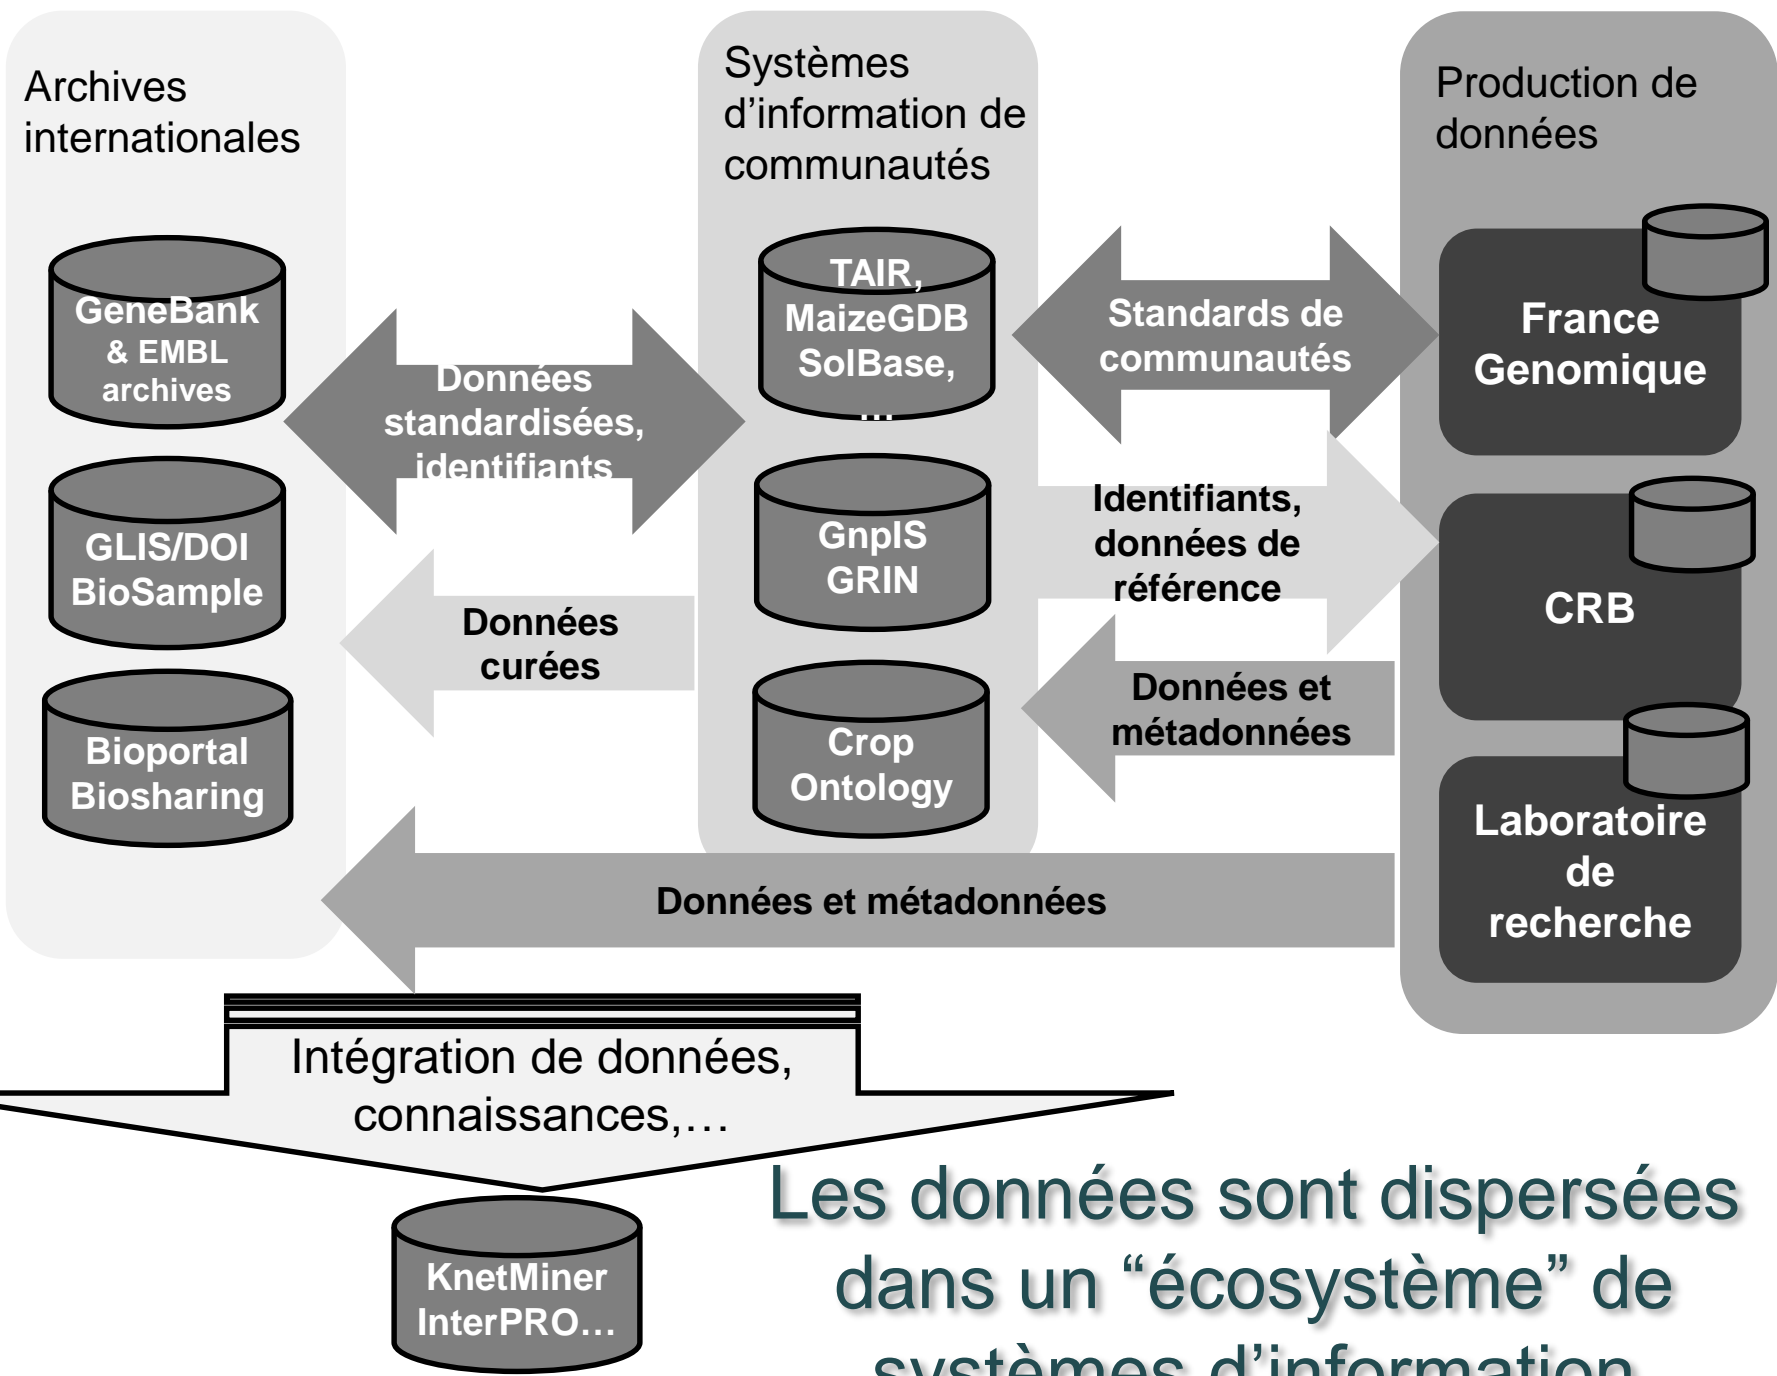 Archives
internationales
GeneBank
& EMBL
archives
GLIS/DOI
BioSample
Bioportal
Biosharing
Données
standardisées,
identifiants
Données
curées
Systèmes
d’information de
communautés
TAIR,
MaizeGDB
SolBase,
...
GnpIS
GRIN
Crop
Ontology
Standards de
communautés
Identifiants,
données de
référence
Données et
métadonnées
Données et métadonnées
Production de
données
France
Genomique
CRB
Laboratoire
de
recherche
Intégration de données,
connaissances,…
KnetMiner
InterPRO…
Les données sont dispersées
dans un “écosystème” de
systèmes d’information